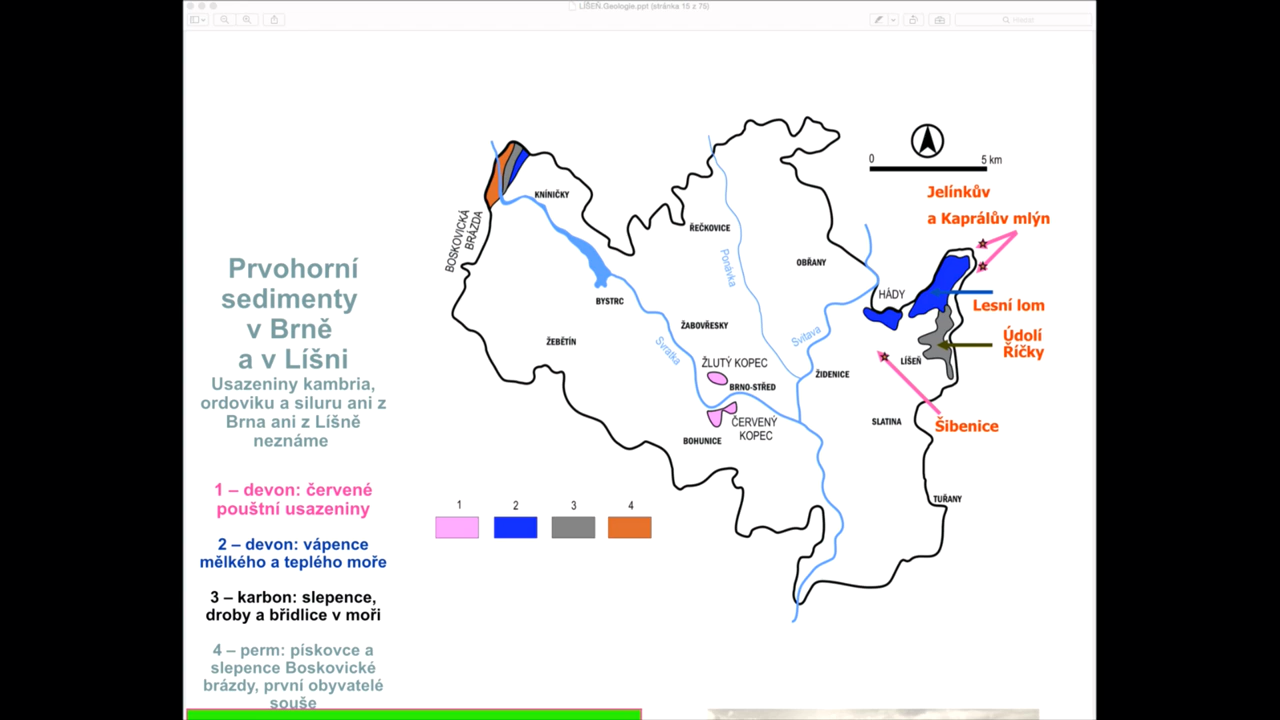 LÍŠEŇ.Geologie.ppt (stránka 15 z 75)
Hledat
0
5 km
Jelínkův
a Kaprálův mlýn
KNÍNIČKY
BOSKOVICKÁ
BRÁZDA
ŘEČKOVICE
Ponávka
OBŘANY
HÁDY
Lesní lom
BYSTRC
ŽABOVŘESKY
Svratka
Svitava
ŽEBĚTÍN
Údolí
Říčky
LÍŠEŇ
ŽLUTÝ KOPEC
ŽIDENICE
BRNO-STŘED
ČERVENÝ
KOPEC
BOHUNICE
SLATINA
Šibenice
TUŘANY
Prvohorní
sedimenty
v Brně
a v Líšni
Usazeniny kambria,
ordoviku a siluru ani z
Brna ani z Líšně
neznáme
1 – devon: červené
pouštní usazeniny
2 – devon: vápence
mělkého a teplého moře
3 – karbon: slepence,
droby a břidlice v moři
4 – perm: pískovce a
slepence Boskovické
brázdy, první obyvatelé
souše
1 2 3 4